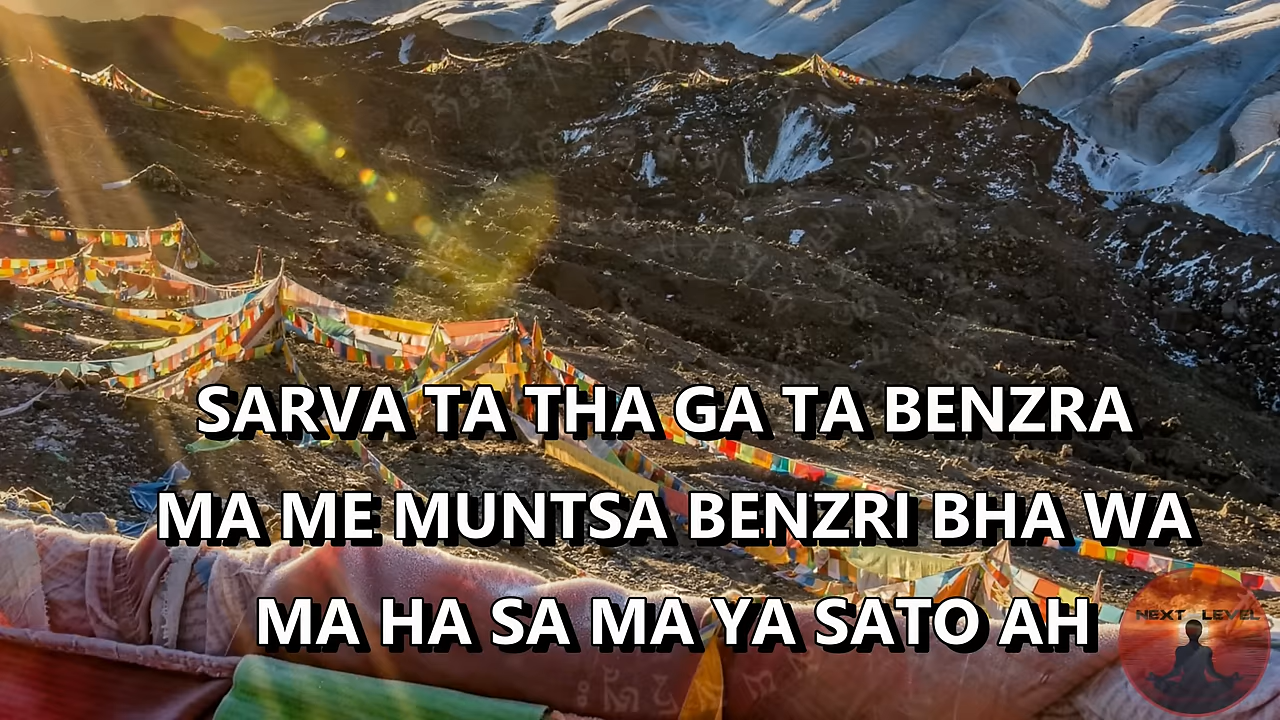 SARVA TA THA GA TA BENZRA
MA ME MUNTSA BENZRI BHA WA
MA HA SA MA YA SATO AH
NEXT LEVEL